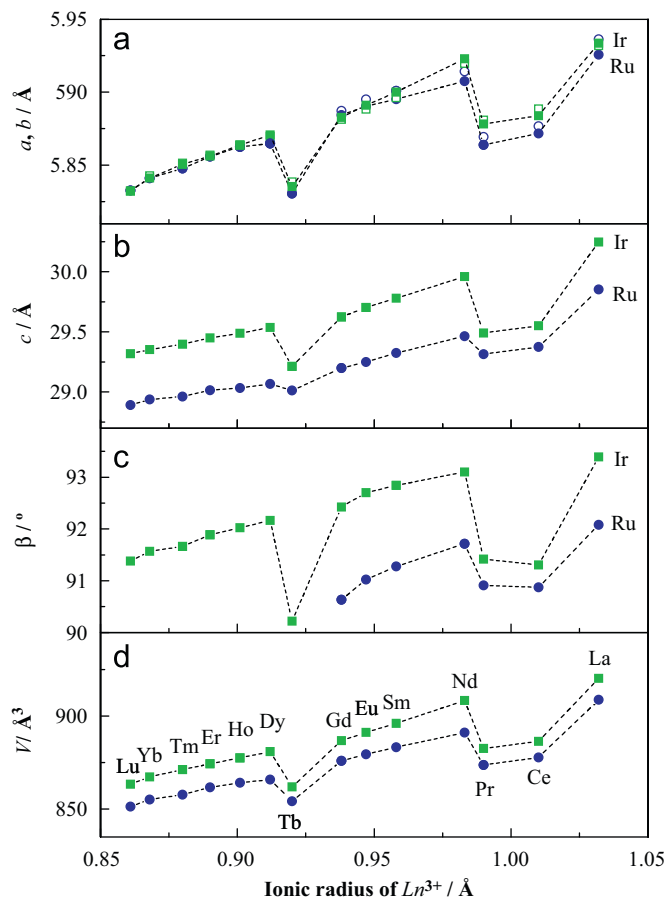 a
5.95
590
5.85
a, b / Å
Ir
Ru
b
30.0
29.5
29.0
c / Å
Ir
Ru
c
93
92
91
90
β / º
Ir
Ru
d
900
850
V/ Å³
Lu Yb Tm Er Ho Dy Tb Gd Eu Sm Nd Pr Ce La
0.85 0.90 0.95 1.00 1.05
Ionic radius of Ln³⁺ / Å